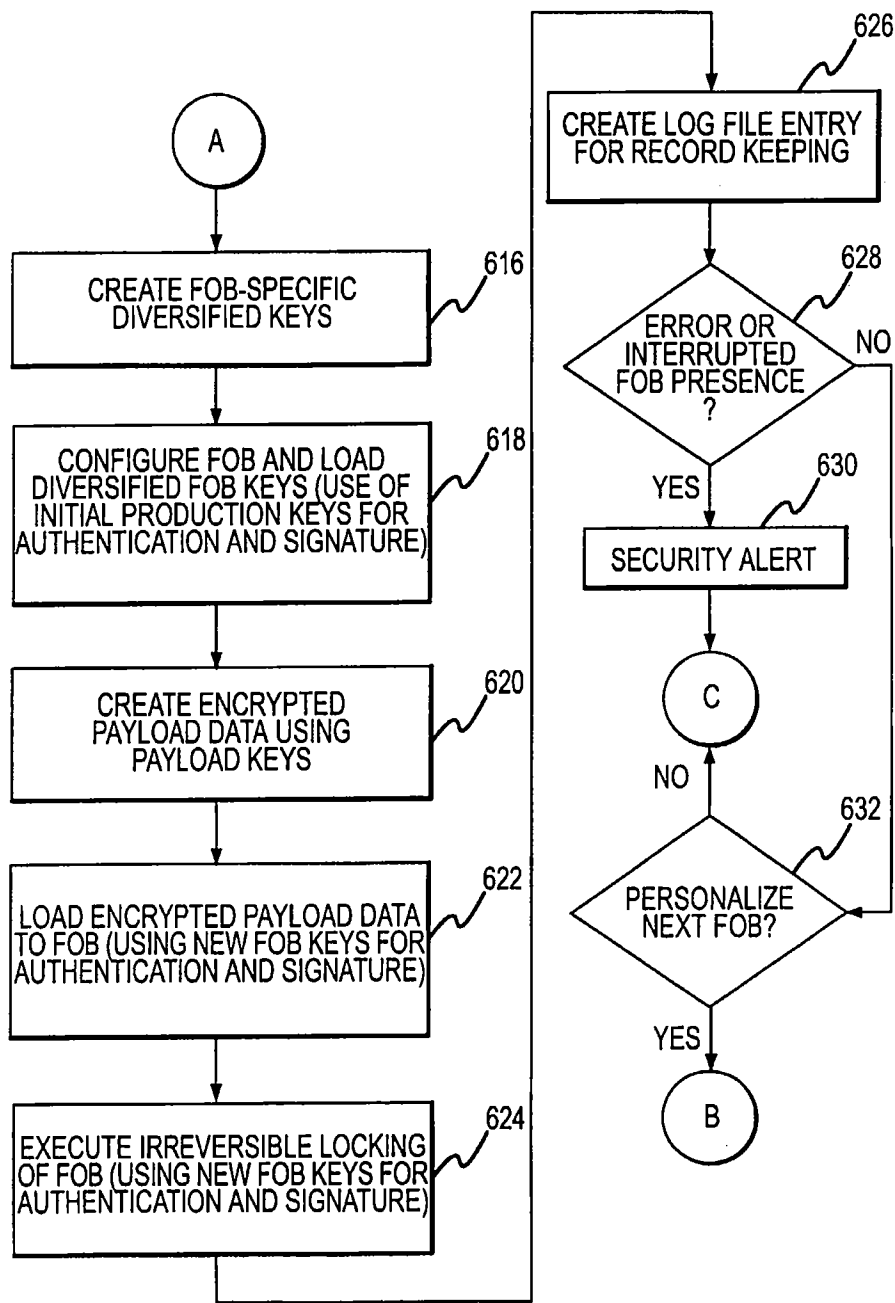 A
CREATE FOB-SPECIFIC
DIVERSIFIED KEYS
616
CONFIGURE FOB AND LOAD
DIVERSIFIED FOB KEYS (USE OF
INITIAL PRODUCTION KEYS FOR
AUTHENTICATION AND SIGNATURE)
618
CREATE ENCRYPTED
PAYLOAD DATA USING
PAYLOAD KEYS
620
LOAD ENCRYPTED PAYLOAD DATA
TO FOB (USING NEW FOB KEYS FOR
AUTHENTICATION AND SIGNATURE)
622
EXECUTE IRREVERSIBLE LOCKING
OF FOB (USING NEW FOB KEYS FOR
AUTHENTICATION AND SIGNATURE)
624
626
CREATE LOG FILE ENTRY
FOR RECORD KEEPING
628
ERROR OR
INTERRUPTED
FOB PRESENCE
?
NO
YES
630
SECURITY ALERT
C
NO
632
PERSONALIZE
NEXT FOB?
YES
B